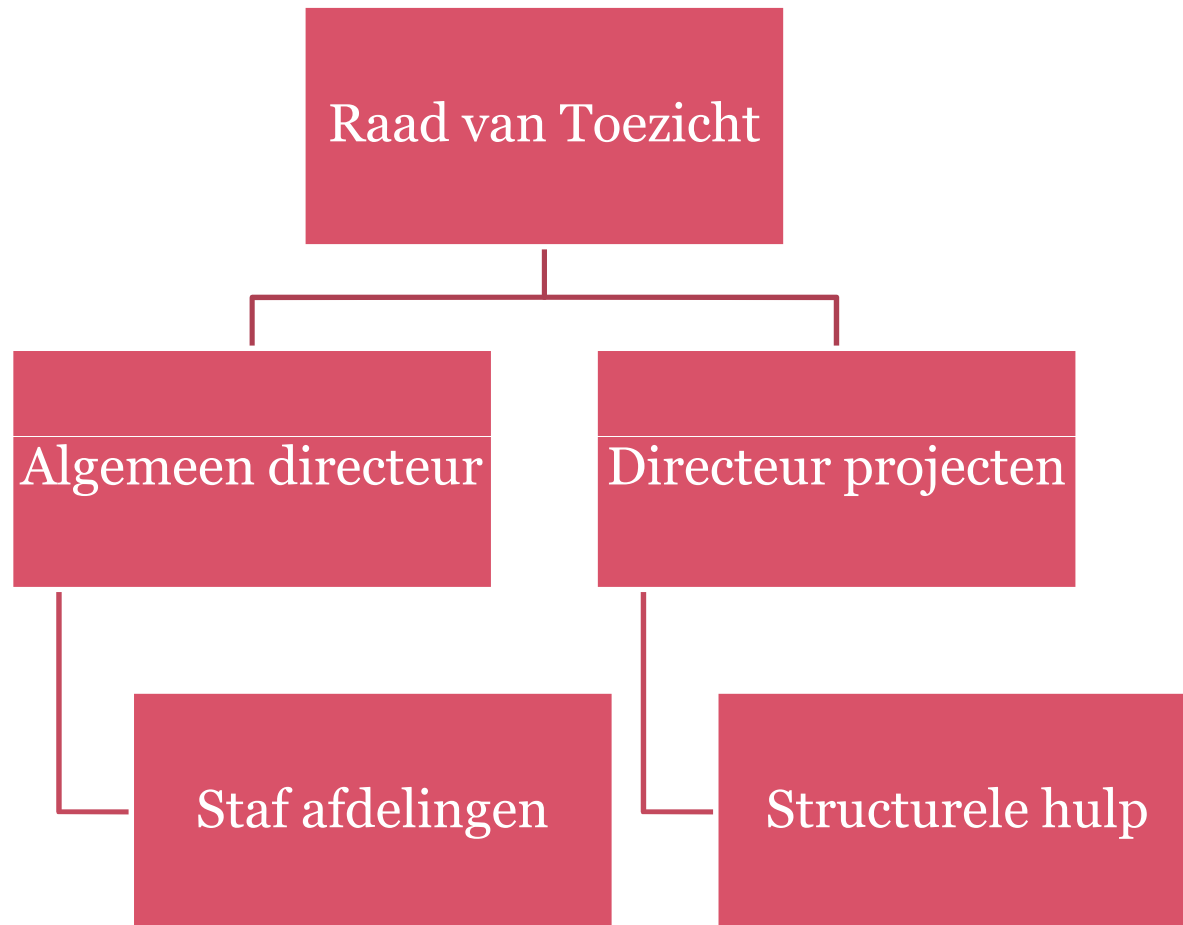 Raad van Toezicht
Algemeen directeur
Directeur projecten
Staf afdelingen
Structurele hulp